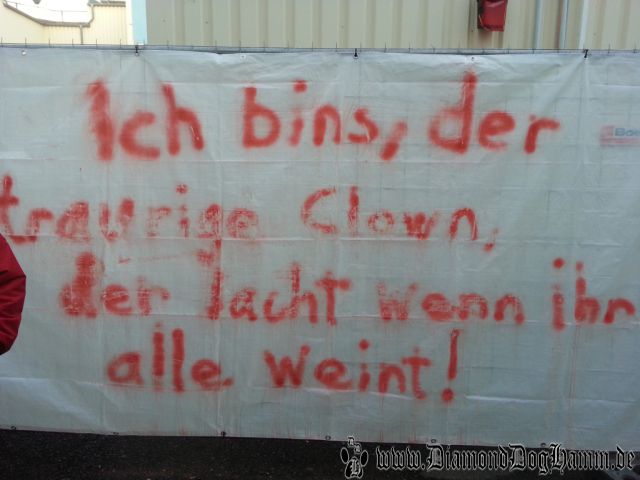 Ich bins, der
traurige Clown,
der lacht wenn ihr
alle weint!
www.DiamondDogHamm.de